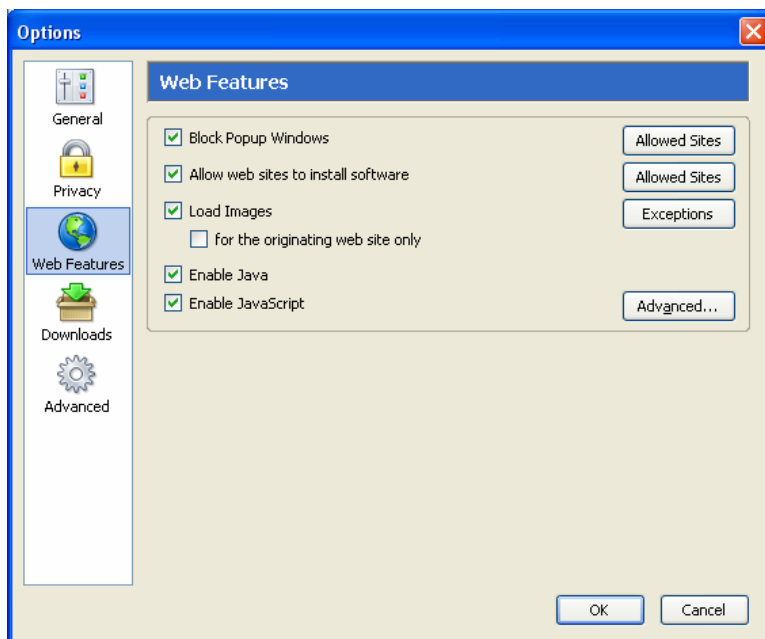 Options
General
Privacy
Web Features
Downloads
Advanced
Web Features
Block Popup Windows
Allowed Sites
Allow web sites to install software
Allowed Sites
Load Images
Exceptions
for the originating web site only
Enable Java
Enable JavaScript
Advanced...
OK
Cancel